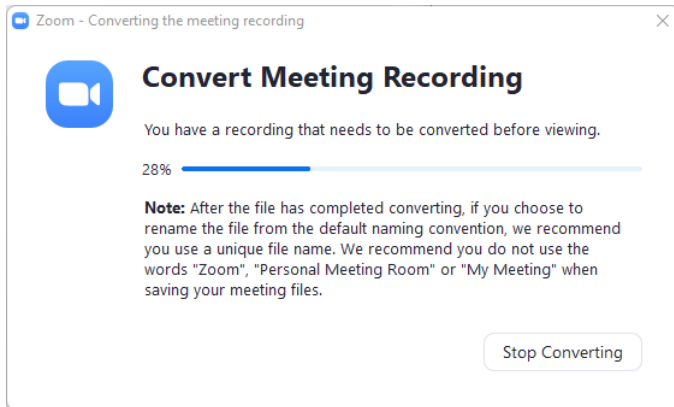 Zoom - Converting the meeting recording
Convert Meeting Recording
You have a recording that needs to be converted before viewing.
28%
Note: After the file has completed converting, if you choose to
rename the file from the default naming convention, we recommend
you use a unique file name. We recommend you do not use the
words "Zoom", "Personal Meeting Room" or "My Meeting" when
saving your meeting files.
Stop Converting